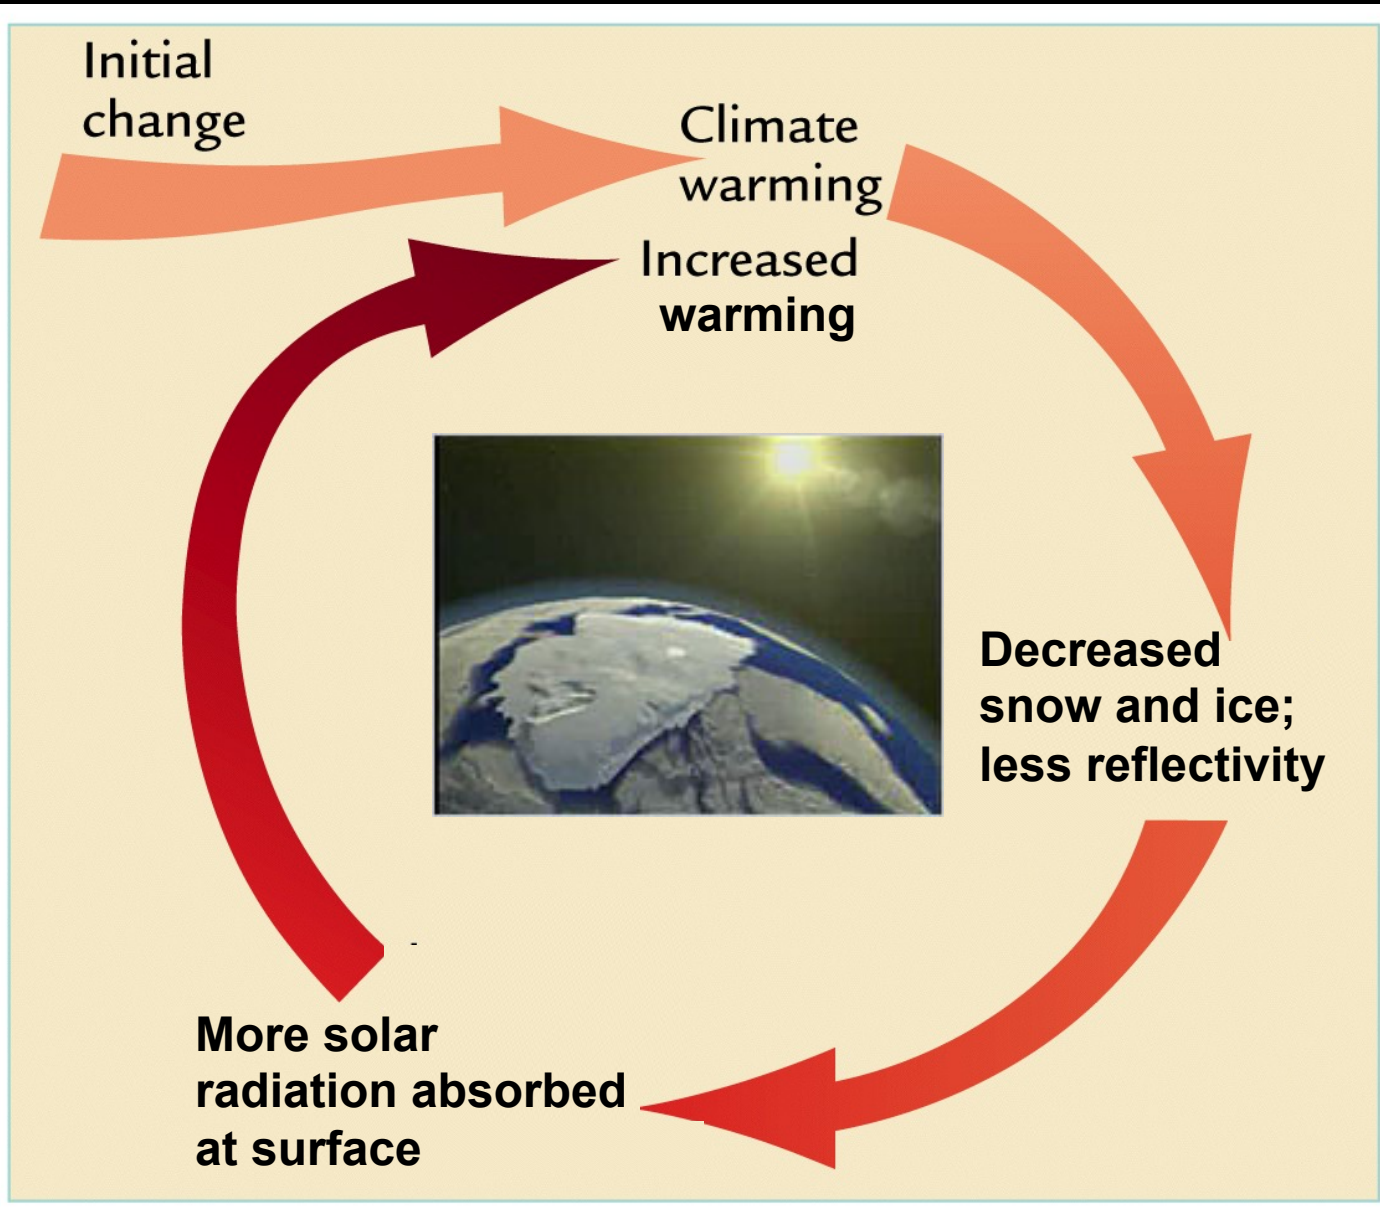 Initial
change
Climate
warming
Increased
warming
Decreased
snow and ice;
less reflectivity
More solar
radiation absorbed
at surface